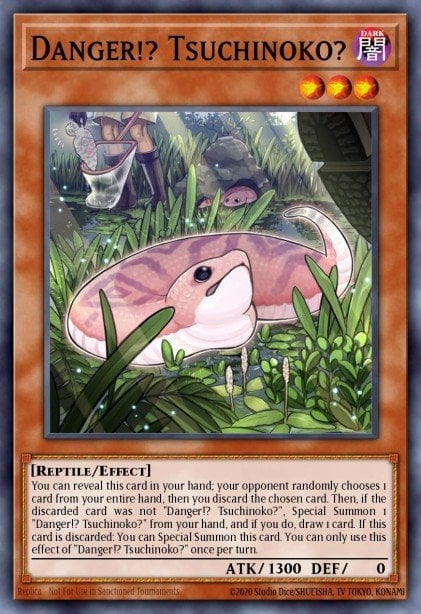 DANGER!? TSUCHINOKO?
DARK
闇
[REPTILE/EFFECT]
You can reveal this card in your hand; your opponent randomly chooses 1
card from your entire hand, then you discard the chosen card. Then, if the
discarded card was not "Danger!? Tsuchinoko?", Special Summon 1
"Danger!? Tsuchinoko?" from your hand, and if you do, draw 1 card. If this
card is discarded: You can Special Summon this card. You can only use this
effect of "Danger!? Tsuchinoko?" once per turn.
ATK/ 1300 DEF/ 0
Replica - Not For Use in Sanctioned Tournaments
©2020 Studio Dice/SHUEISHA, TV TOKYO, KONAMI